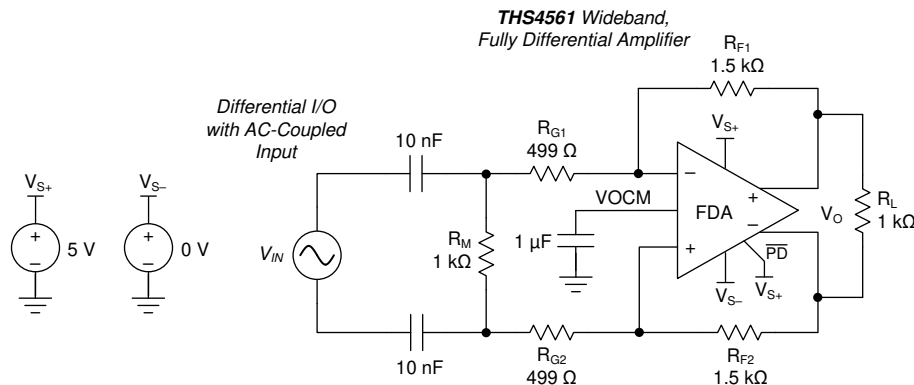 THS4561 Wideband,
Fully Differential Amplifier
RF1
1.5 kΩ
Differential I/O
with AC-Coupled
Input
10 nF
RG1
499 Ω
VS+
VS+
VS–
+
–
5 V
+
–
0 V
VIN
RM
1 kΩ
VOCM
1 µF
–
+
FDA
+
–
VO
RL
1 kΩ
PD
VS–
VS+
10 nF
RG2
499 Ω
RF2
1.5 kΩ